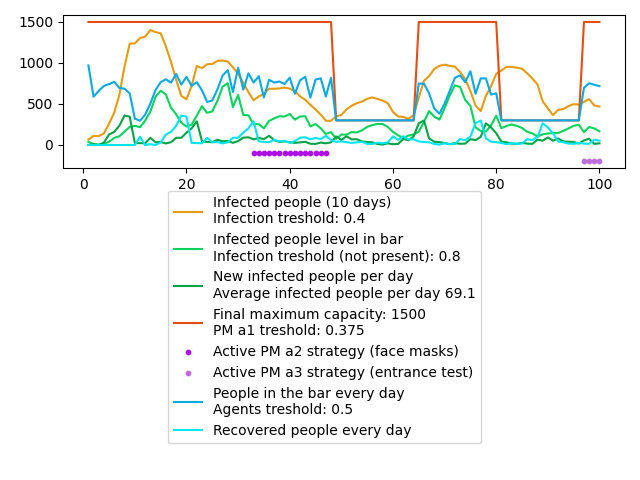 1500
1000
500
0
0
20
40
60
80
100
Infected people (10 days)
Infection treshold: 0.4
Infected people level in bar
Infection treshold (not present): 0.8
New infected people per day
Average infected people per day 69.1
Final maximum capacity: 1500
PM a1 treshold: 0.375
Active PM a2 strategy (face masks)
Active PM a3 strategy (entrance test)
People in the bar every day
Agents treshold: 0.5
Recovered people every day